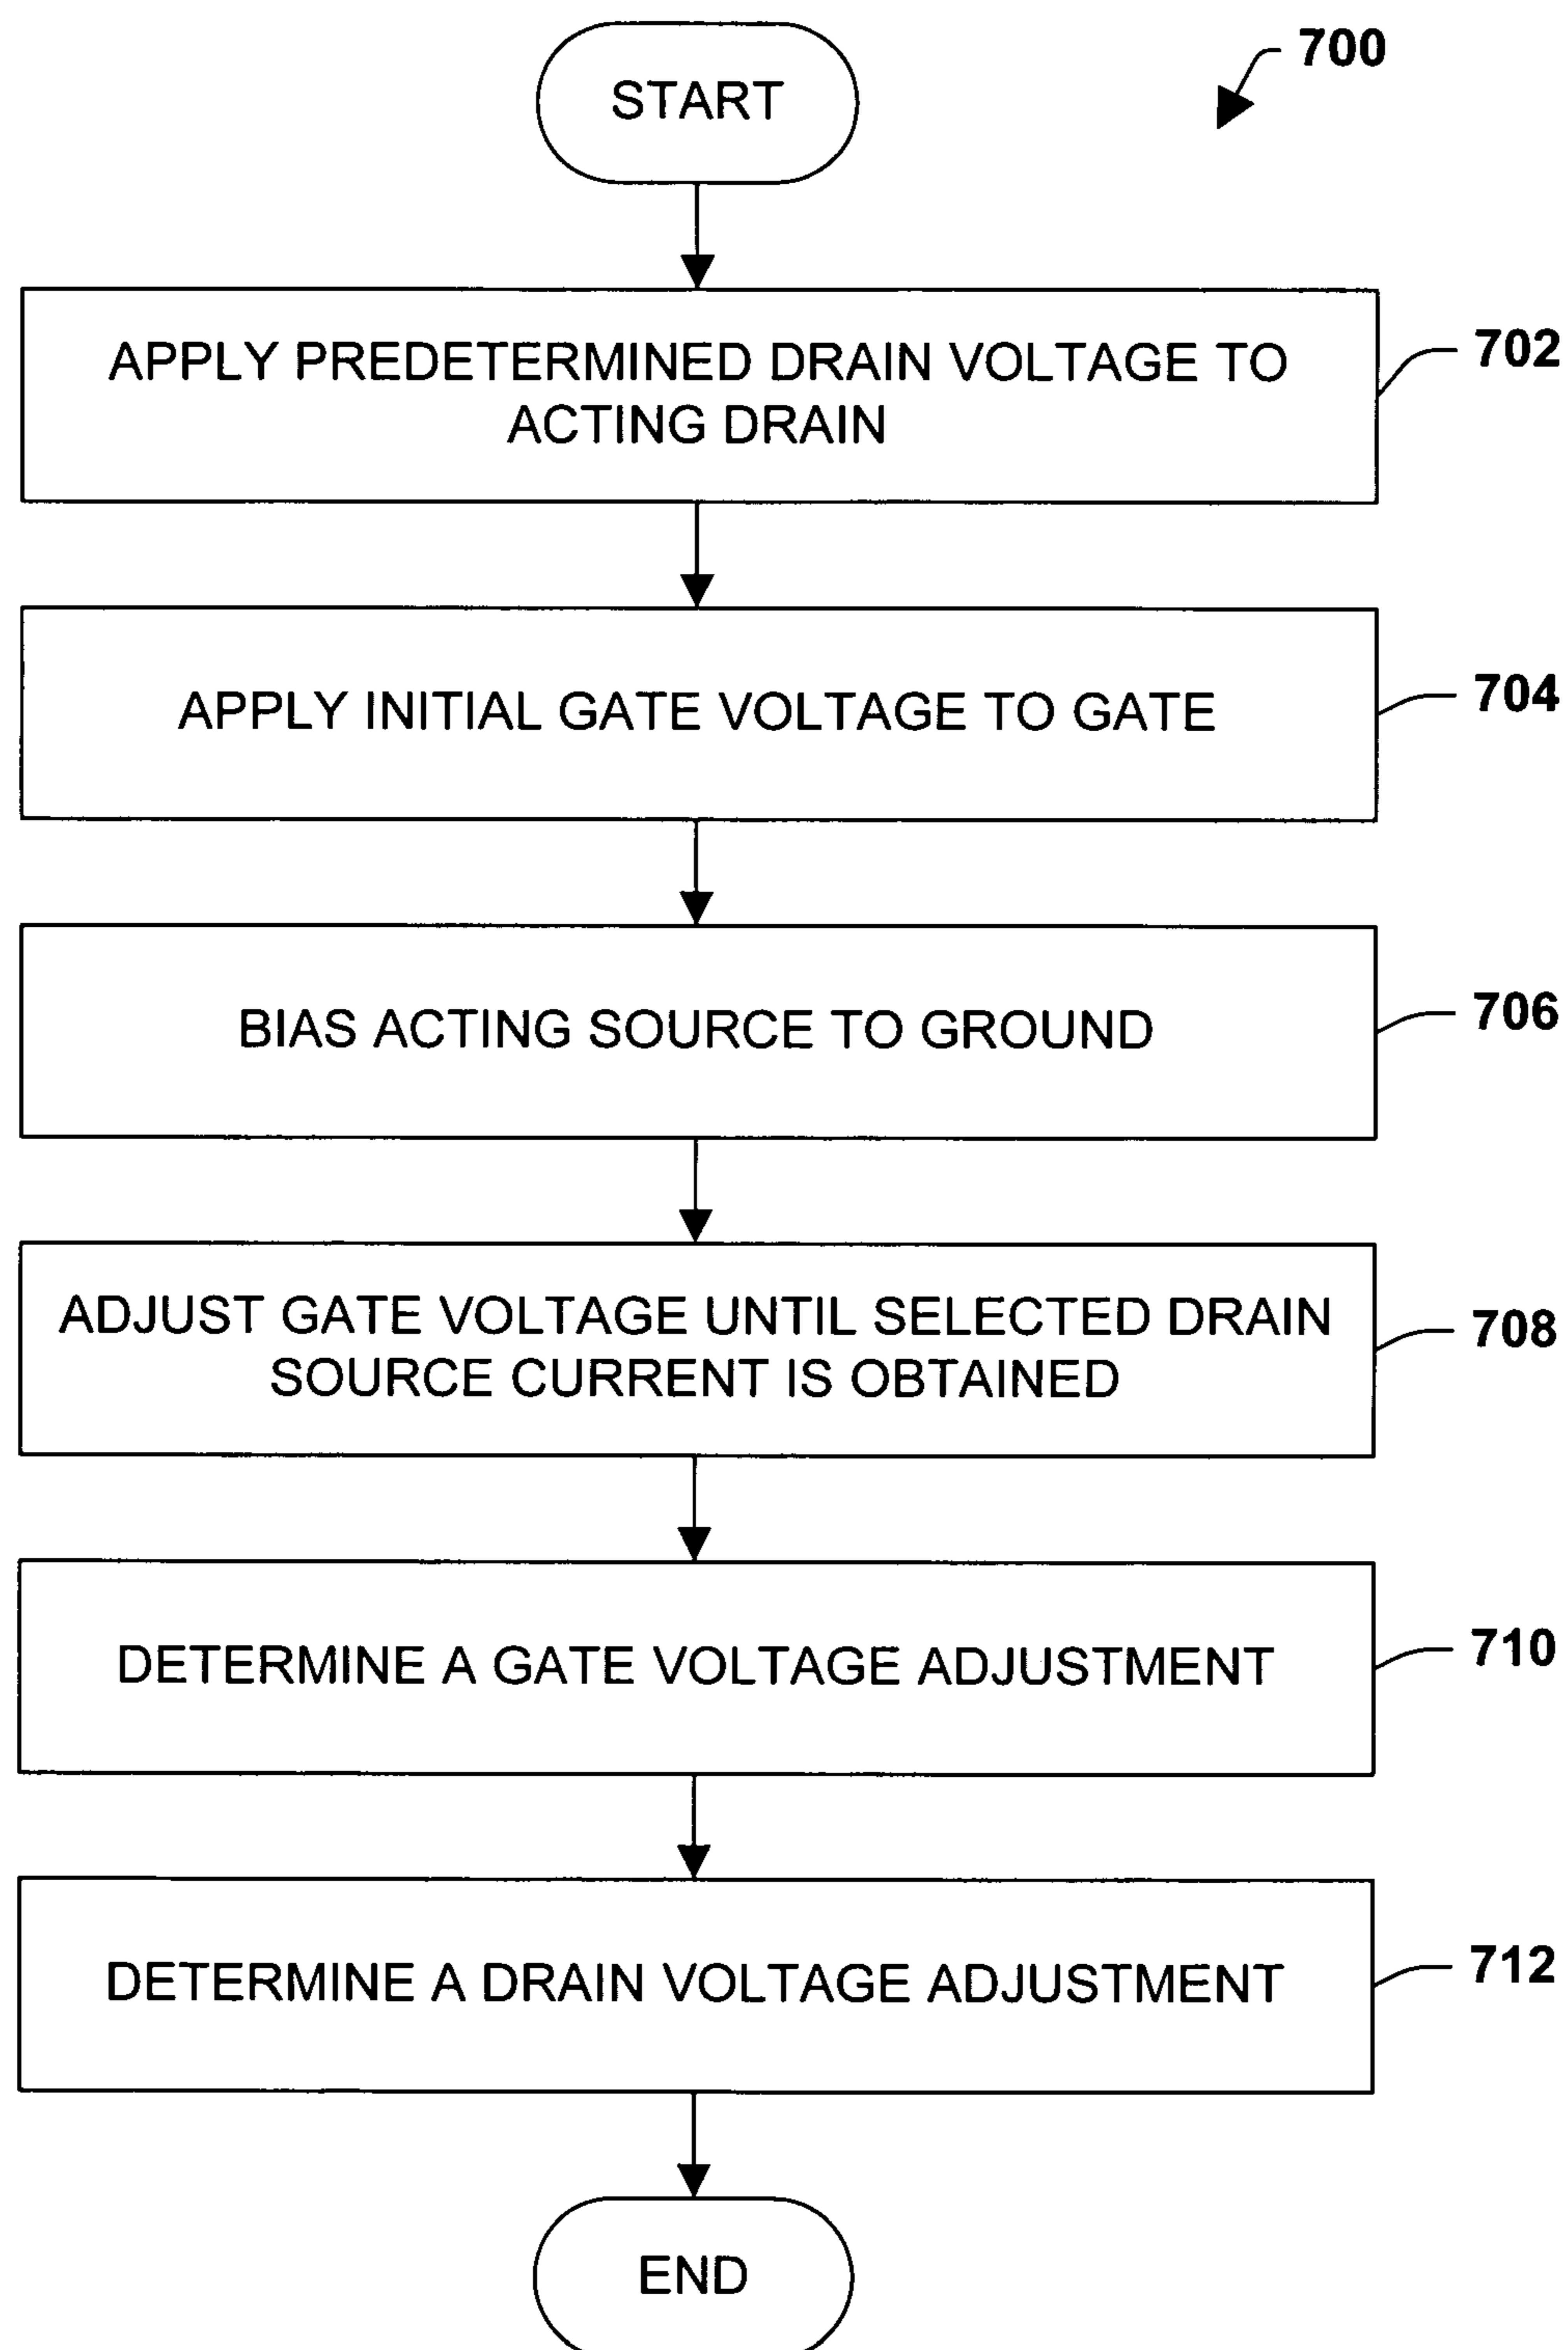 START
700
APPLY PREDETERMINED DRAIN VOLTAGE TO
ACTING DRAIN
702
APPLY INITIAL GATE VOLTAGE TO GATE
704
BIAS ACTING SOURCE TO GROUND
706
ADJUST GATE VOLTAGE UNTIL SELECTED DRAIN
SOURCE CURRENT IS OBTAINED
708
DETERMINE A GATE VOLTAGE ADJUSTMENT
710
DETERMINE A DRAIN VOLTAGE ADJUSTMENT
712
END